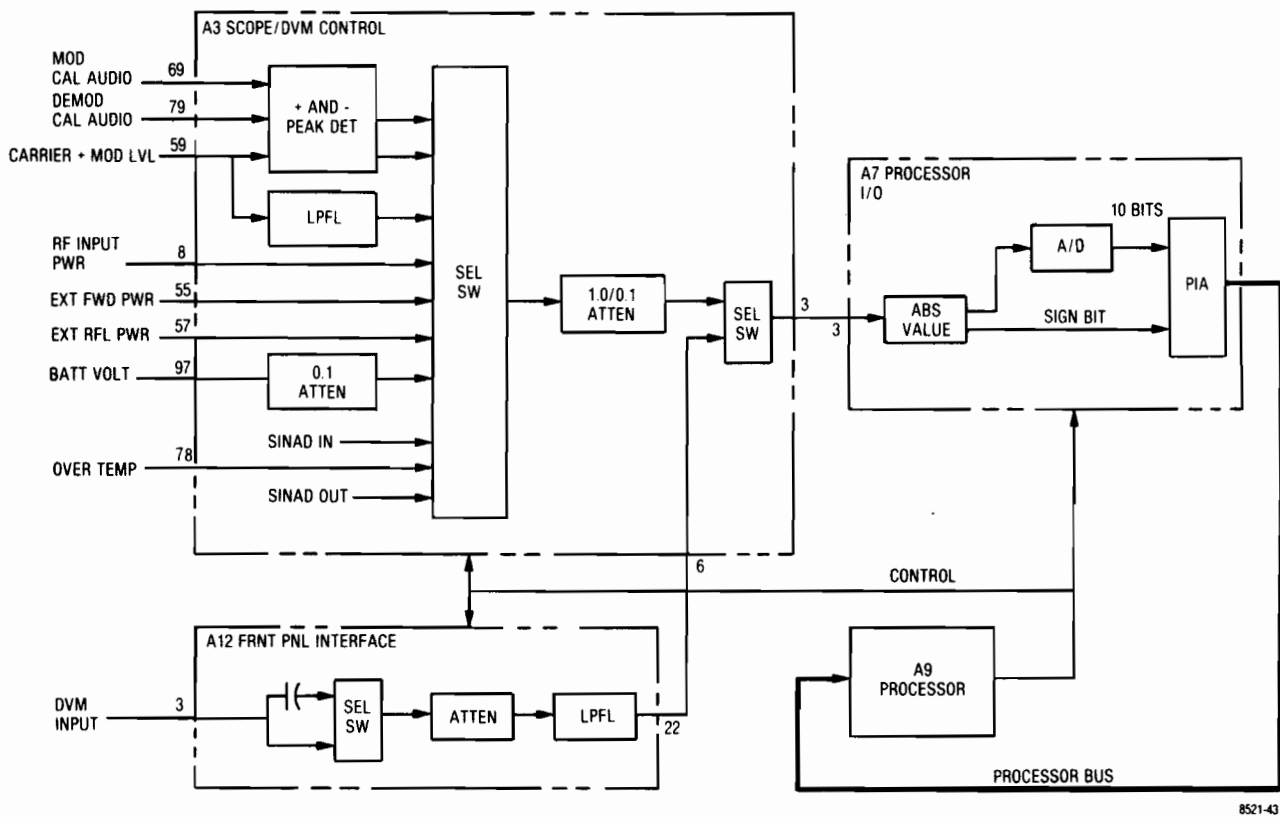 A3 SCOPE/DVM CONTROL
MOD
CAL AUDIO
69
DEMOD
CAL AUDIO
79
CARRIER + MOD LVL
59
+ AND -
PEAK DET
LPFL
RF INPUT
PWR
8
EXT FWD PWR
55
EXT RFL PWR
57
BATT VOLT
97
0.1
ATTEN
SINAD IN
OVER TEMP
78
SINAD OUT
SEL
SW
1.0/0.1
ATTEN
SEL
SW
3
3
6
A7 PROCESSOR
I/O
10 BITS
A/D
ABS
VALUE
SIGN BIT
PIA
CONTROL
A12 FRNT PNL INTERFACE
DVM
INPUT
3
SEL
SW
ATTEN
LPFL
22
A9
PROCESSOR
PROCESSOR BUS
8521-43